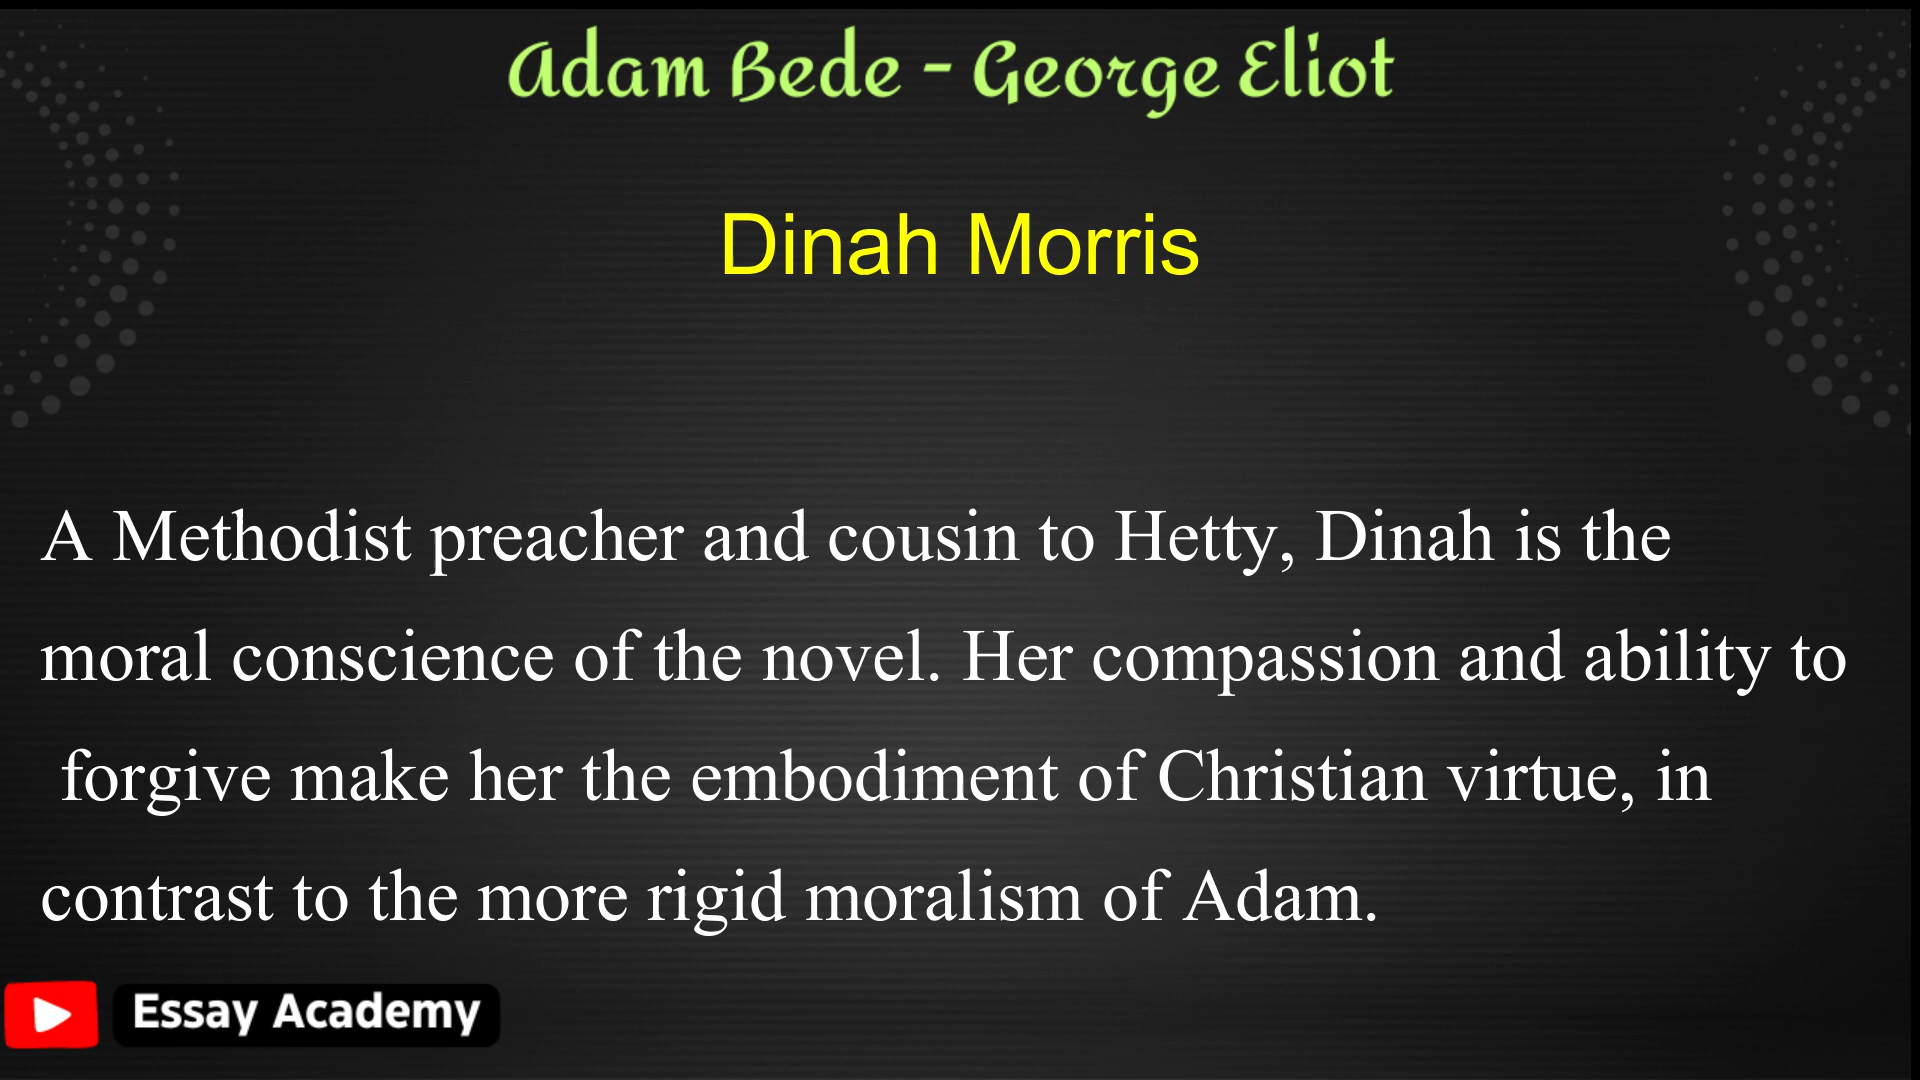 Adam Bede - George Eliot
Dinah Morris
A Methodist preacher and cousin to Hetty, Dinah is the
moral conscience of the novel. Her compassion and ability to
forgive make her the embodiment of Christian virtue, in
contrast to the more rigid moralism of Adam.
Essay Academy